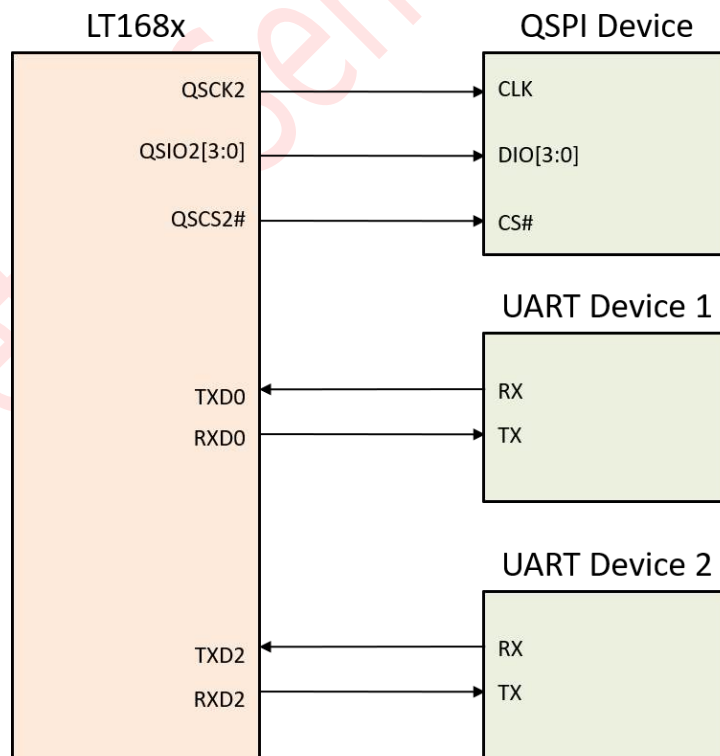 LT168x
QSPI Device
QSCK2
CLK
QSIO2[3:0]
DIO[3:0]
QSCS2#
CS#
UART Device 1
TXD0
RX
RXD0
TX
UART Device 2
TXD2
RX
RXD2
TX